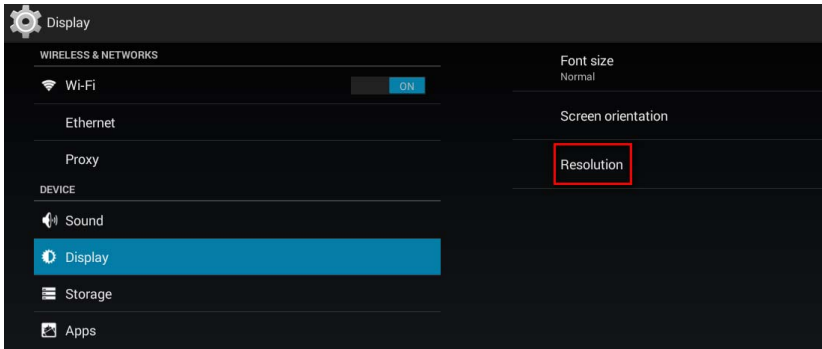 Display
WIRELESS & NETWORKS
Wi-Fi
ON
Ethernet
Proxy
DEVICE
Sound
Display
Storage
Apps
Font size
Normal
Screen orientation
Resolution